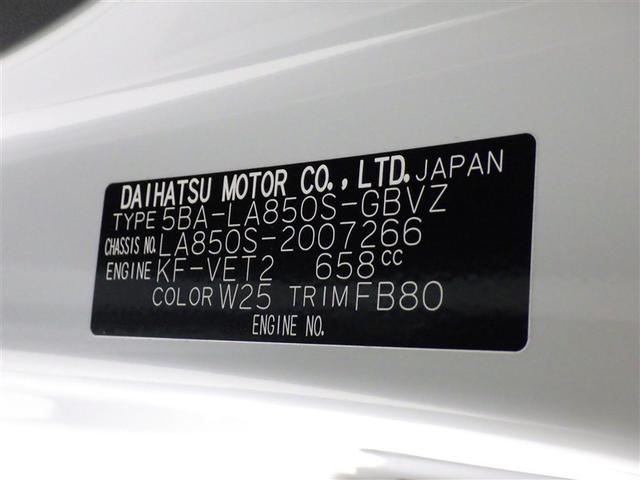 DAIHATSU MOTOR CO., LTD. JAPAN
TYPE 5BA-LA850S-GBVZ
CHASSIS NO. LA850S-2007266
ENGINE KF-VET2 658cc
COLOR W25 TRIM FB80
ENGINE NO.